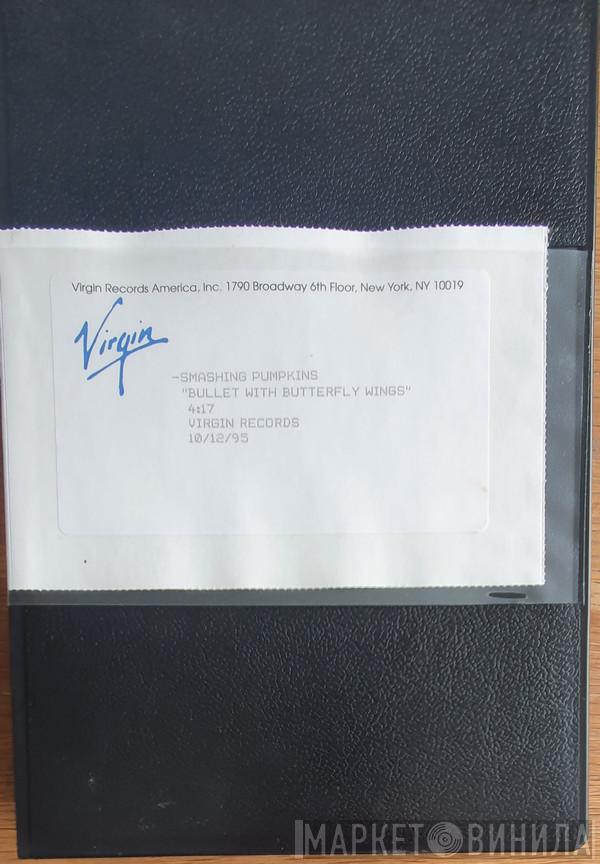 Virgin Records America, Inc. 1790 Broadway 6th Floor, New York, NY 10019
Virgin
-SMASHING PUMPKINS
"BULLET WITH BUTTERFLY WINGS"
4:17
VIRGIN RECORDS
10/12/95
МАРКЕТ ВИНИЛА